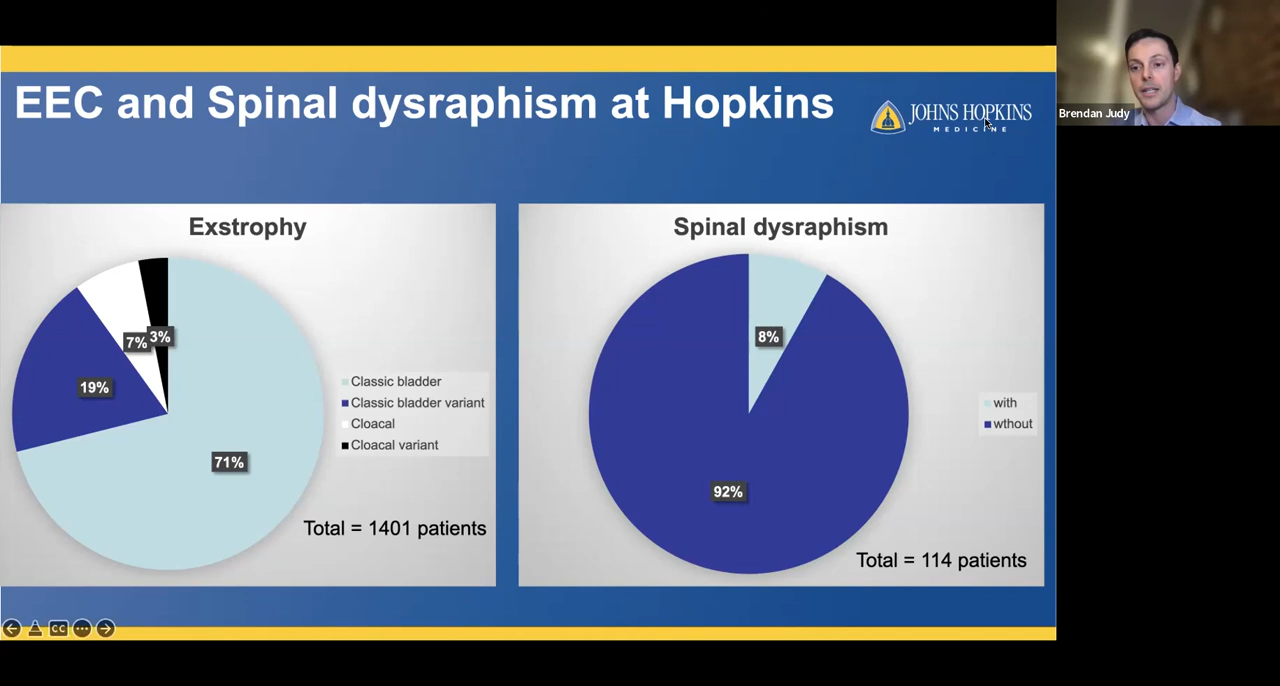 EEC and Spinal dysraphism at Hopkins
JOHNS HOPKINS
MEDICINE
Brendan Judy
Exstrophy
7%
3%
19%
71%
Classic bladder
Classic bladder variant
Cloacal
Cloacal variant
Total = 1401 patients
Spinal dysraphism
8%
92%
with
wthout
Total = 114 patients
CC